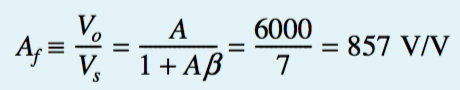 A_f ≡ V_o/V_s = A/(1 + Aβ) = 6000/7 = 857 V/V